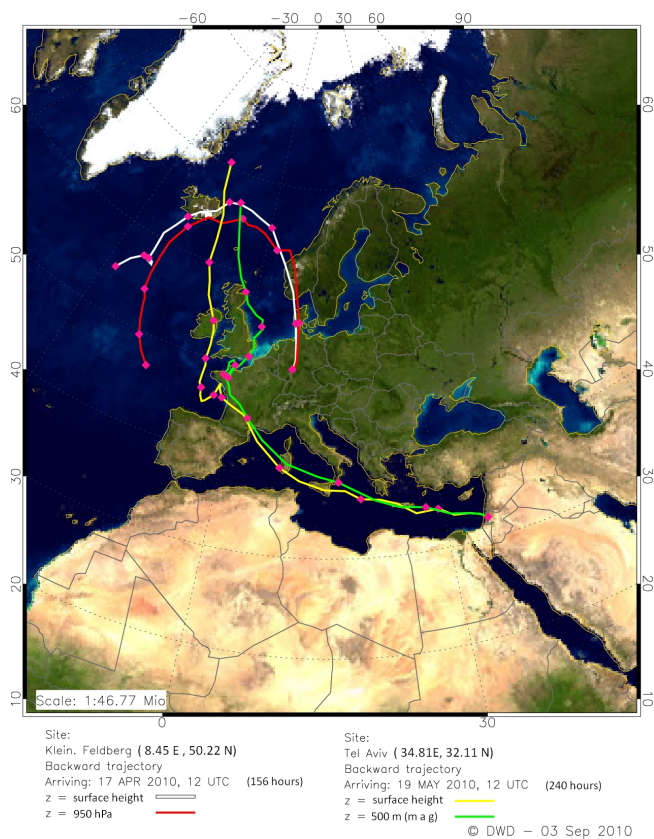 −60 −30 0 30 60 90
60 60
50 50
40 40
30 30
20 20
10 10
Scale: 1:46.77 Mio
0 30
Site:
Klein. Feldberg ( 8.45 E , 50.22 N)
Backward trajectory
Arriving: 17 APR 2010, 12 UTC (156 hours)
z = surface height
z = 950 hPa
Site:
Tel Aviv ( 34.81E, 32.11 N)
Backward trajectory
Arriving: 19 MAY 2010, 12 UTC (240 hours)
z = surface height
z = 500 m (m a g)
© DWD − 03 Sep 2010